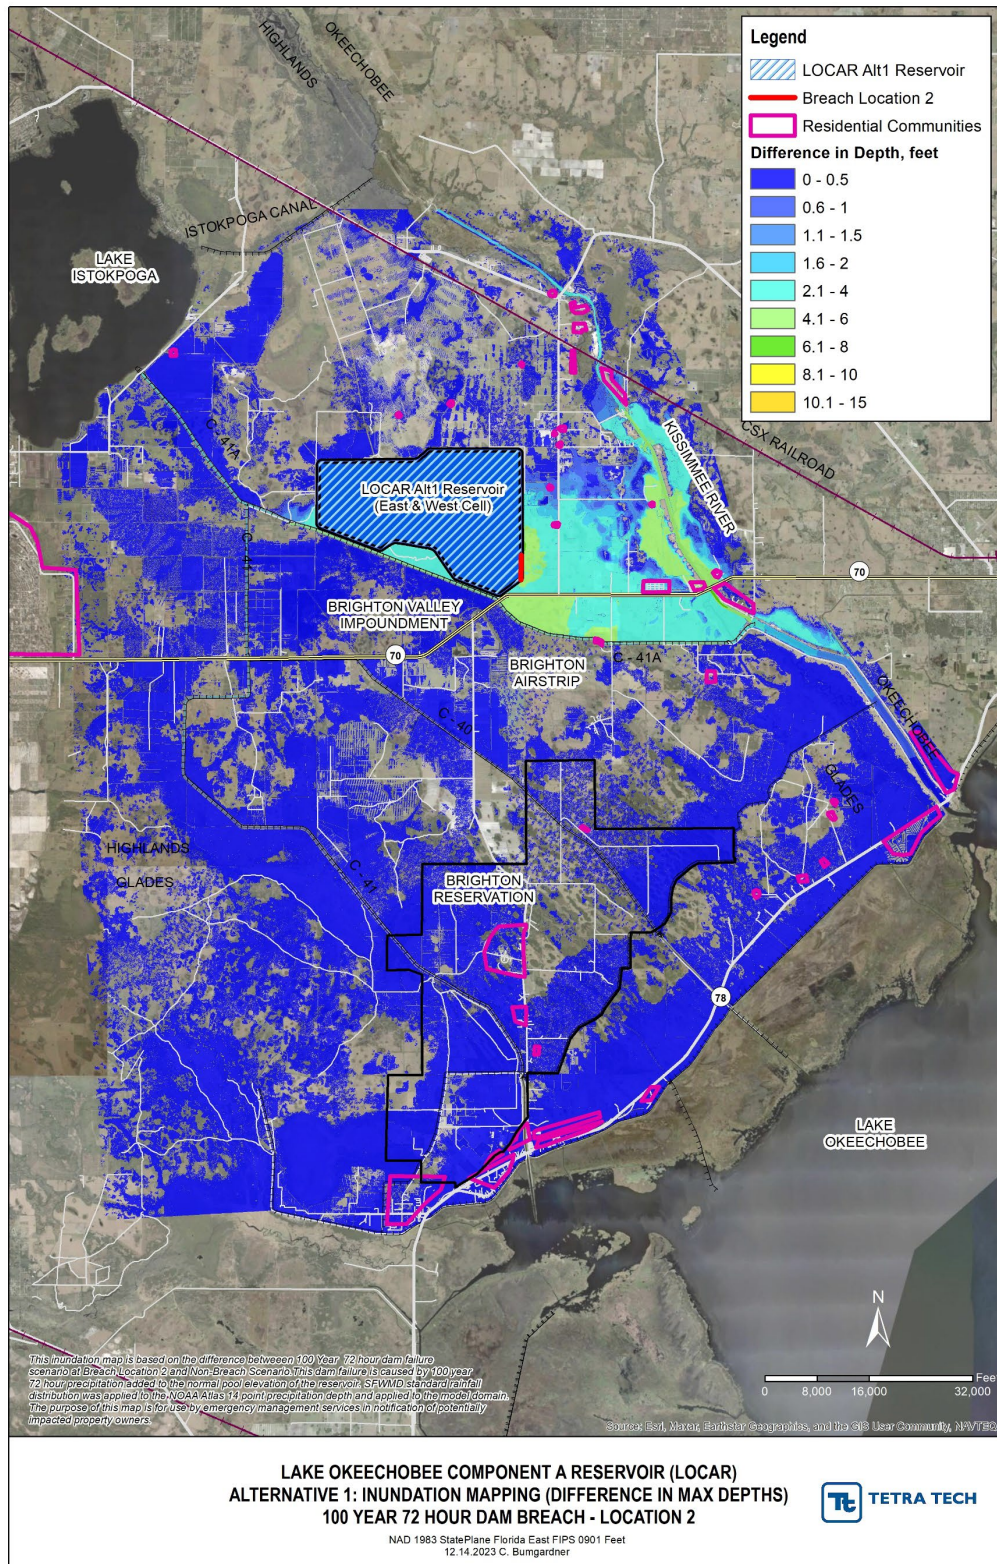 HIGHLANDS
OKEECHOBEE
Legend
LOCAR Alt1 Reservoir
Breach Location 2
Residential Communities
Difference in Depth, feet
0 - 0.5
0.6 - 1
1.1 - 1.5
1.6 - 2
2.1 - 4
4.1 - 6
6.1 - 8
8.1 - 10
10.1 - 15
ISTOKPOGA CANAL
LAKE
ISTOKPOGA
C - 41A
KISSIMMEE RIVER
CSX RAILROAD
LOCAR Alt1 Reservoir
(East & West Cell)
C - 41
70
BRIGHTON VALLEY
IMPOUNDMENT
70
BRIGHTON
AIRSTRIP
C - 41A
OKEECHOBEE
GLADES
C - 40
HIGHLANDS
GLADES
C - 41
BRIGHTON
RESERVATION
78
LAKE
OKEECHOBEE
N
This inundation map is based on the difference betweeen 100 Year 72 hour dam failure
scenario at Breach Location 2 and Non-Breach Scenario.This dam failure is caused by 100 year
72 hour precipitation added to the normal pool elevation of the reservoir. SFWMD standard rainfall
distribution was applied to the NOAA Atlas 14 point precipitation depth and applied to the model domain.
The purpose of this map is for use by emergency management services in notification of potentially
impacted property owners.
Feet
0 8,000 16,000 32,000
Source: Esri, Maxar, Earthstar Geographics, and the GIS User Community, NAVTEQ
LAKE OKEECHOBEE COMPONENT A RESERVOIR (LOCAR)
ALTERNATIVE 1: INUNDATION MAPPING (DIFFERENCE IN MAX DEPTHS)
100 YEAR 72 HOUR DAM BREACH - LOCATION 2
NAD 1983 StatePlane Florida East FIPS 0901 Feet
12.14.2023 C. Bumgardner
Tt TETRA TECH